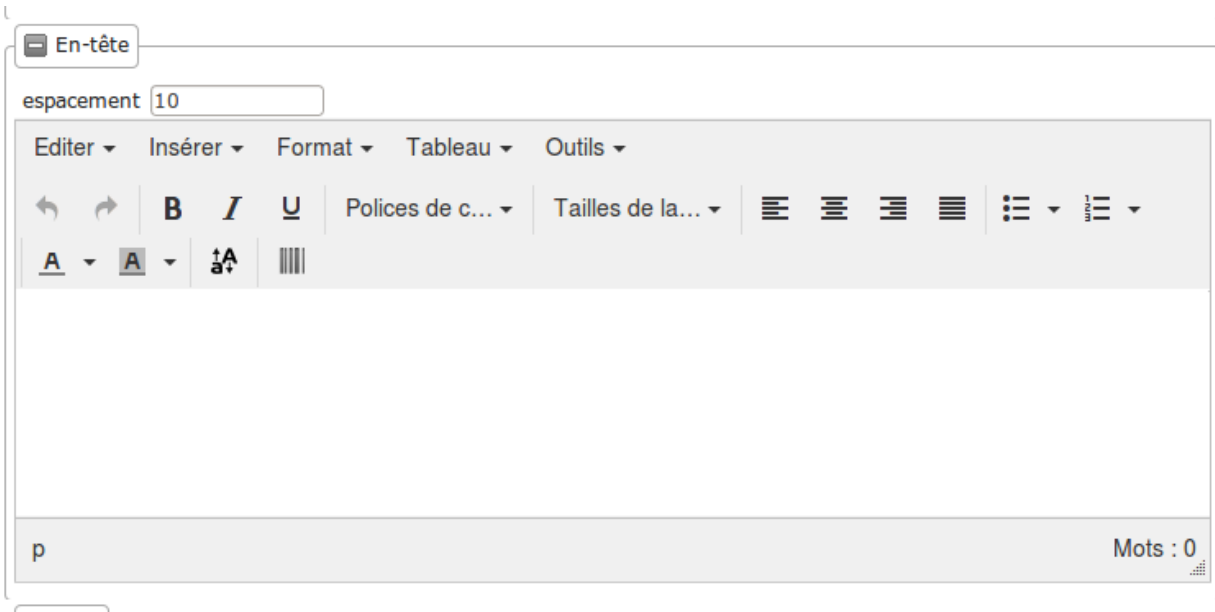 En-tête
espacement 10
Editer Insérer Format Tableau Outils
B I U Polices de c... Tailles de la...
A A
p Mots : 0